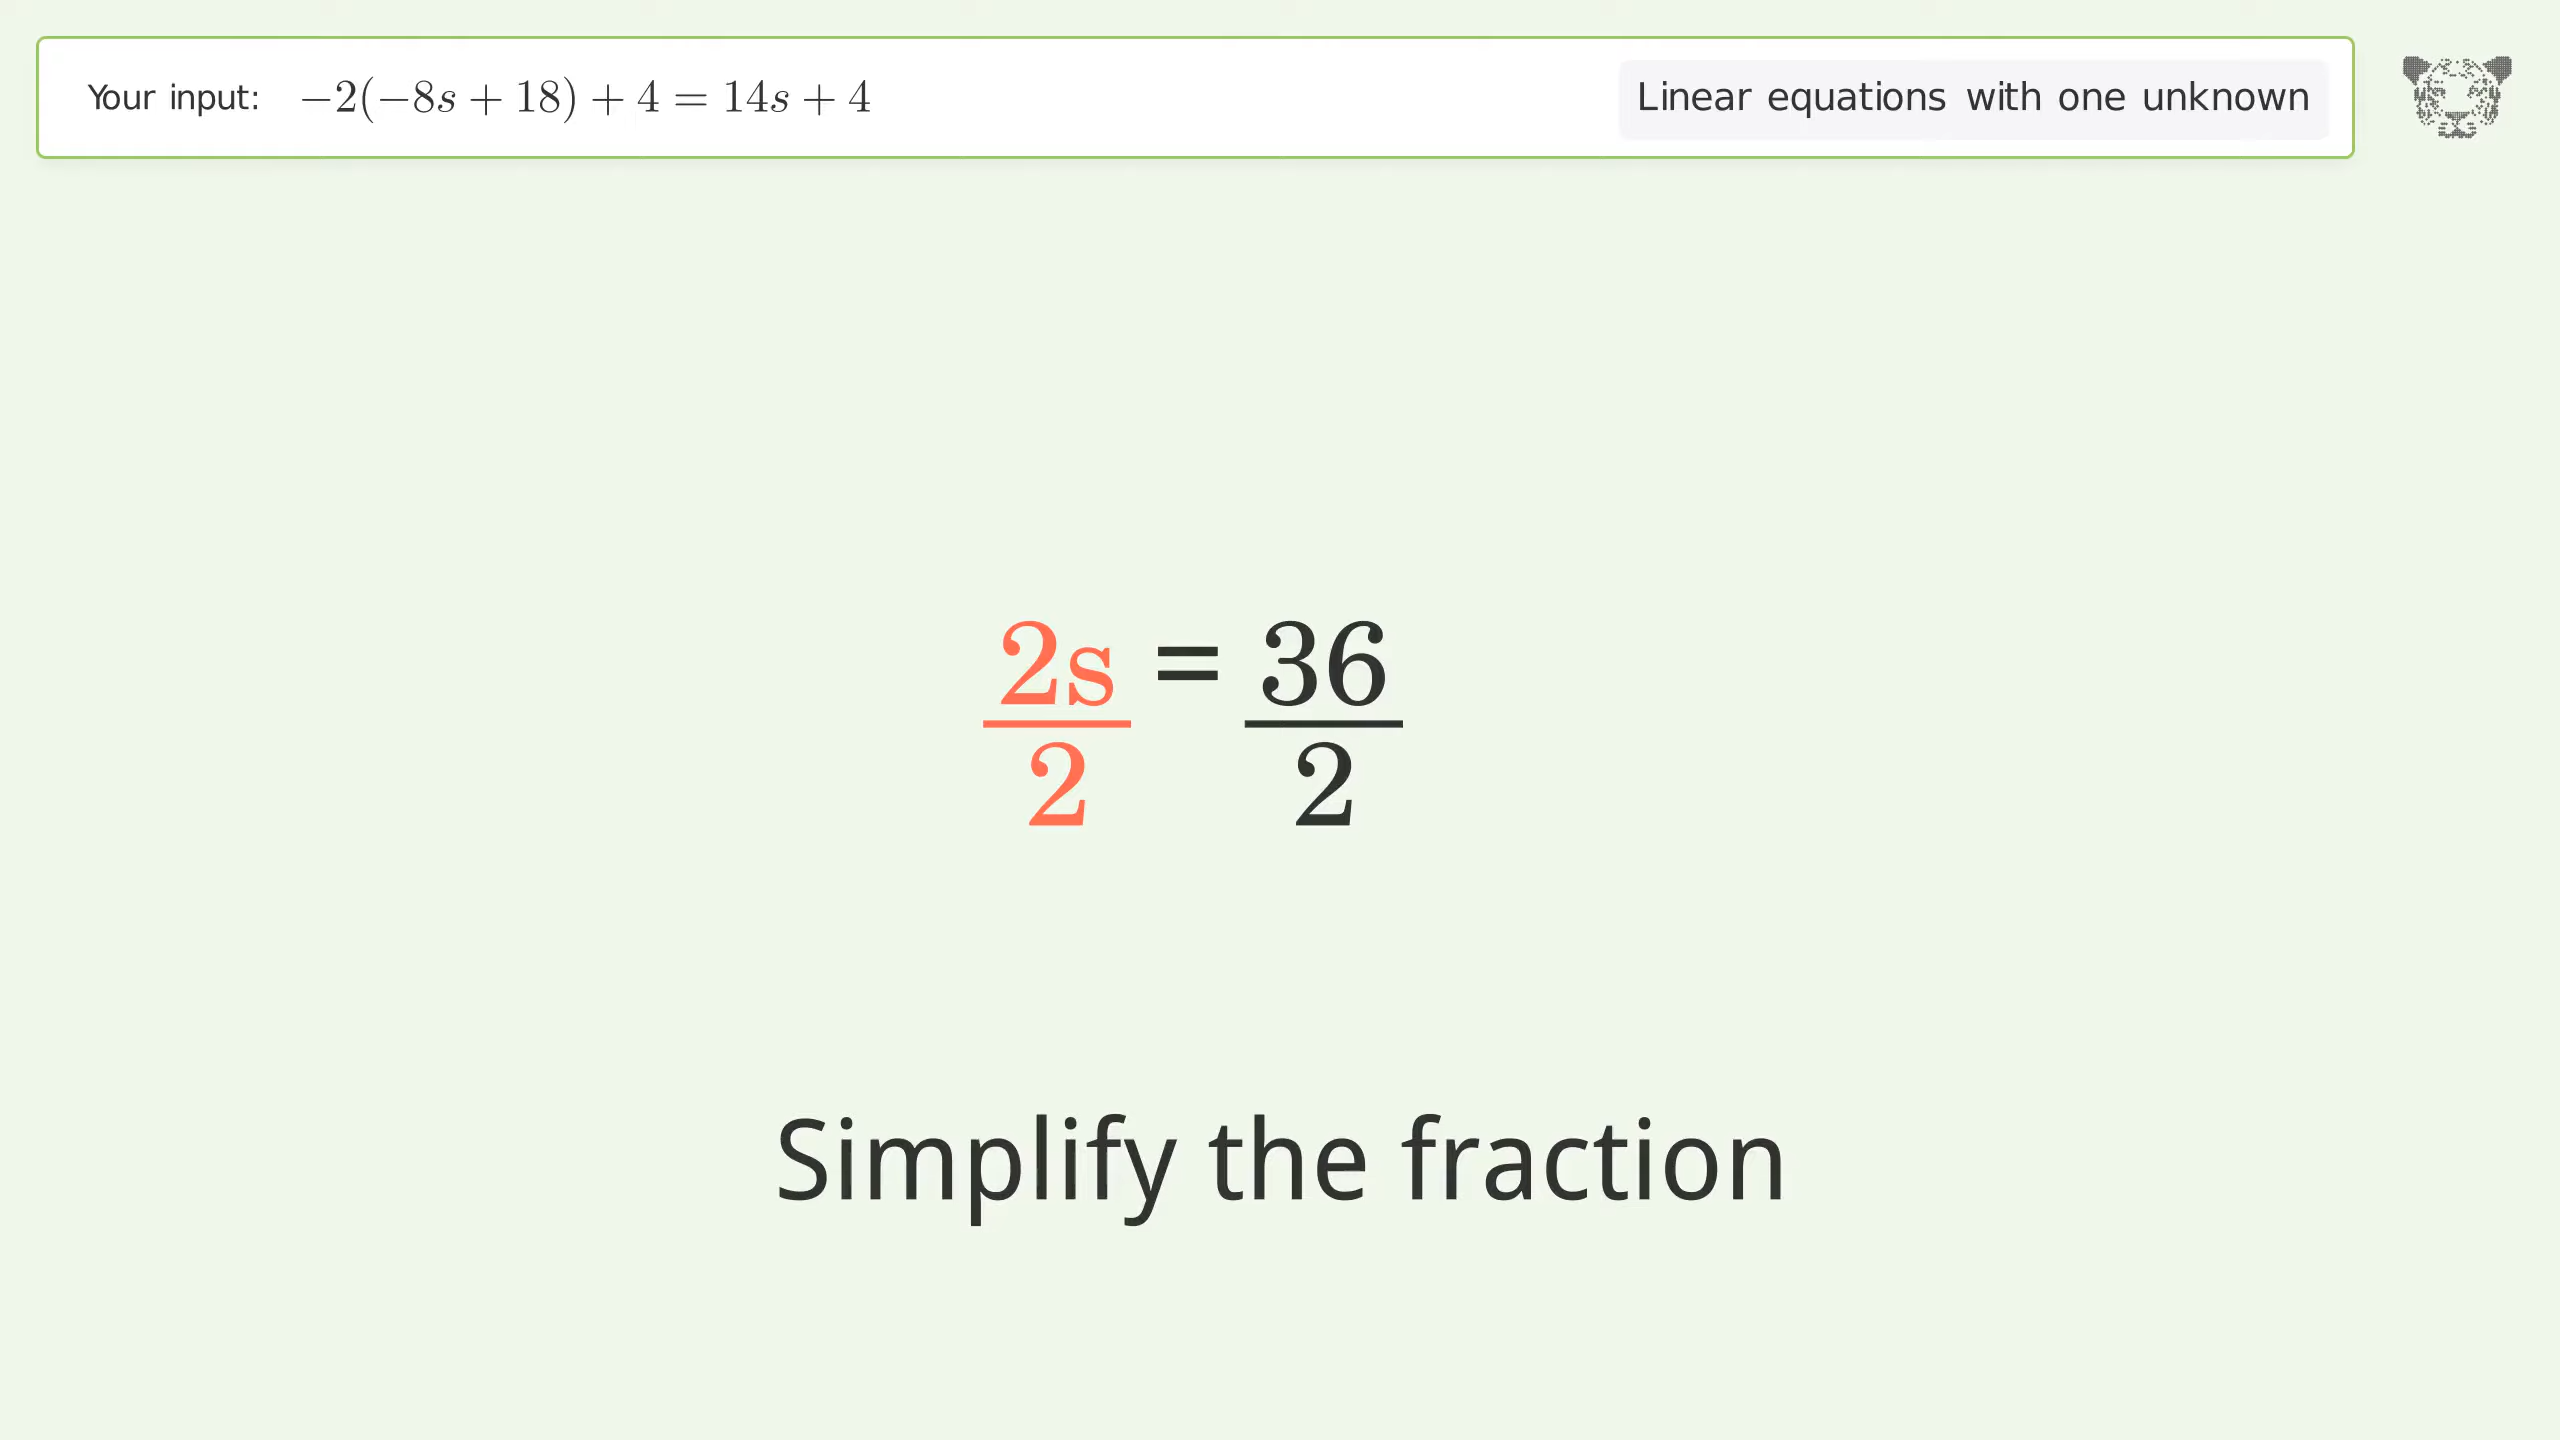 Your input: −2(−8s + 18) + 4 = 14s + 4
Linear equations with one unknown
2s/2 = 36/2
Simplify the fraction